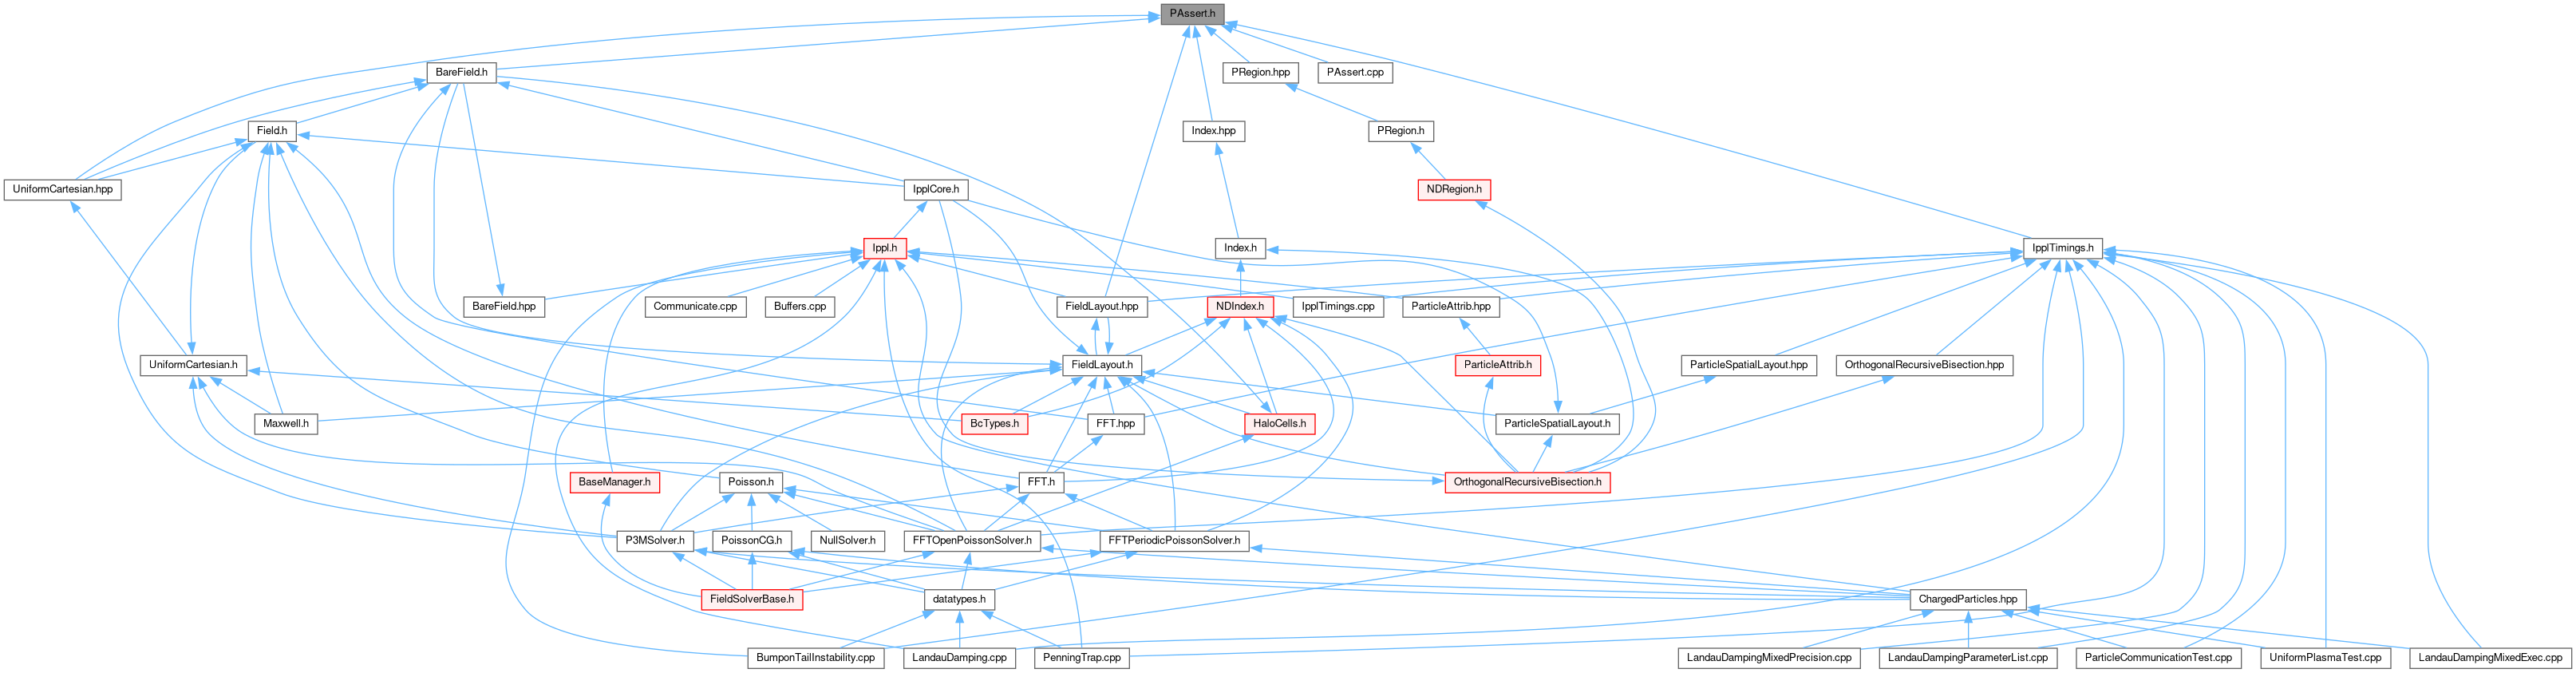 PAssert.h
BareField.h
PRegion.hpp
PAssert.cpp
Field.h
Index.hpp
PRegion.h
UniformCartesian.hpp
IpplCore.h
NDRegion.h
Ippl.h
Index.h
IpplTimings.h
BareField.hpp
Communicate.cpp
Buffers.cpp
FieldLayout.hpp
NDIndex.h
IpplTimings.cpp
ParticleAttrib.hpp
UniformCartesian.h
FieldLayout.h
ParticleAttrib.h
ParticleSpatialLayout.hpp
OrthogonalRecursiveBisection.hpp
Maxwell.h
BcTypes.h
FFT.hpp
HaloCells.h
ParticleSpatialLayout.h
BaseManager.h
Poisson.h
FFT.h
OrthogonalRecursiveBisection.h
P3MSolver.h
PoissonCG.h
NullSolver.h
FFTOpenPoissonSolver.h
FFTPeriodicPoissonSolver.h
FieldSolverBase.h
datatypes.h
ChargedParticles.hpp
BumponTailInstability.cpp
LandauDamping.cpp
PenningTrap.cpp
LandauDampingMixedPrecision.cpp
LandauDampingParameterList.cpp
ParticleCommunicationTest.cpp
UniformPlasmaTest.cpp
LandauDampingMixedExec.cpp